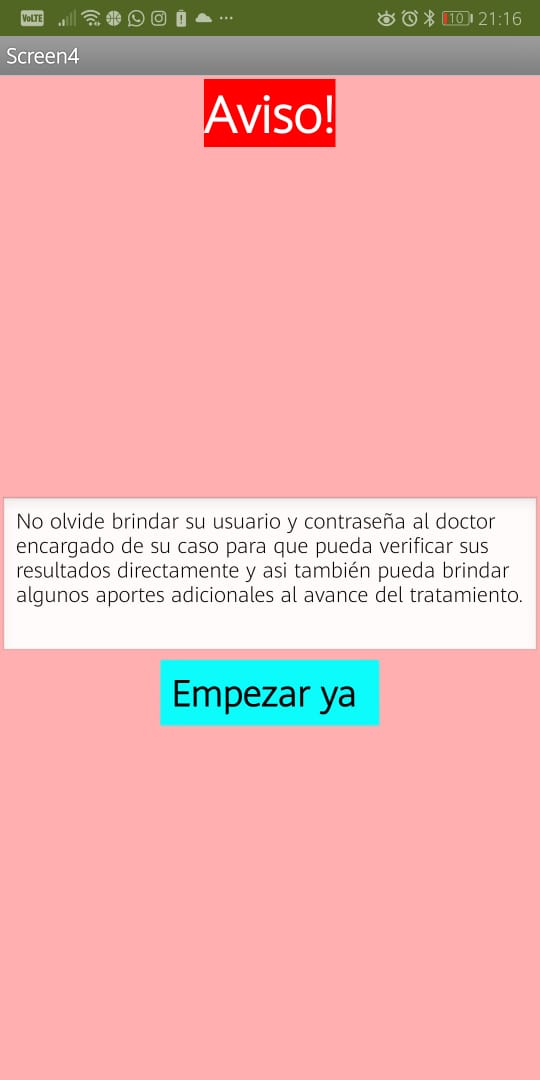 VoLTE 10 21:16
Screen4
Aviso!
No olvide brindar su usuario y contraseña al doctor
encargado de su caso para que pueda verificar sus
resultados directamente y asi también pueda brindar
algunos aportes adicionales al avance del tratamiento.
Empezar ya